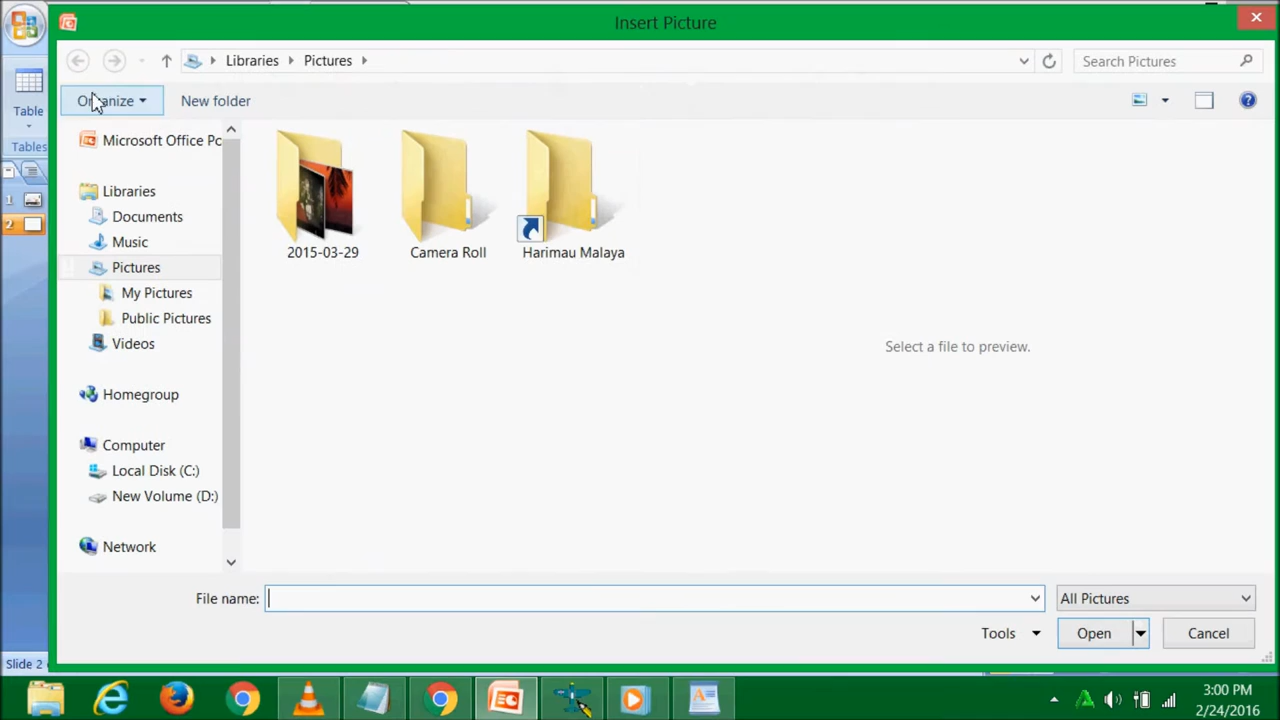 Insert Picture
Libraries Pictures
Search Pictures
Organize
New folder
Table
Tables
1
2
Microsoft Office Po
Libraries
Documents
Music
Pictures
My Pictures
Public Pictures
Videos
Homegroup
Computer
Local Disk (C:)
New Volume (D:)
Network
2015-03-29
Camera Roll
Harimau Malaya
Select a file to preview.
File name:
All Pictures
Tools
Open
Cancel
Slide 2
3:00 PM
2/24/2016